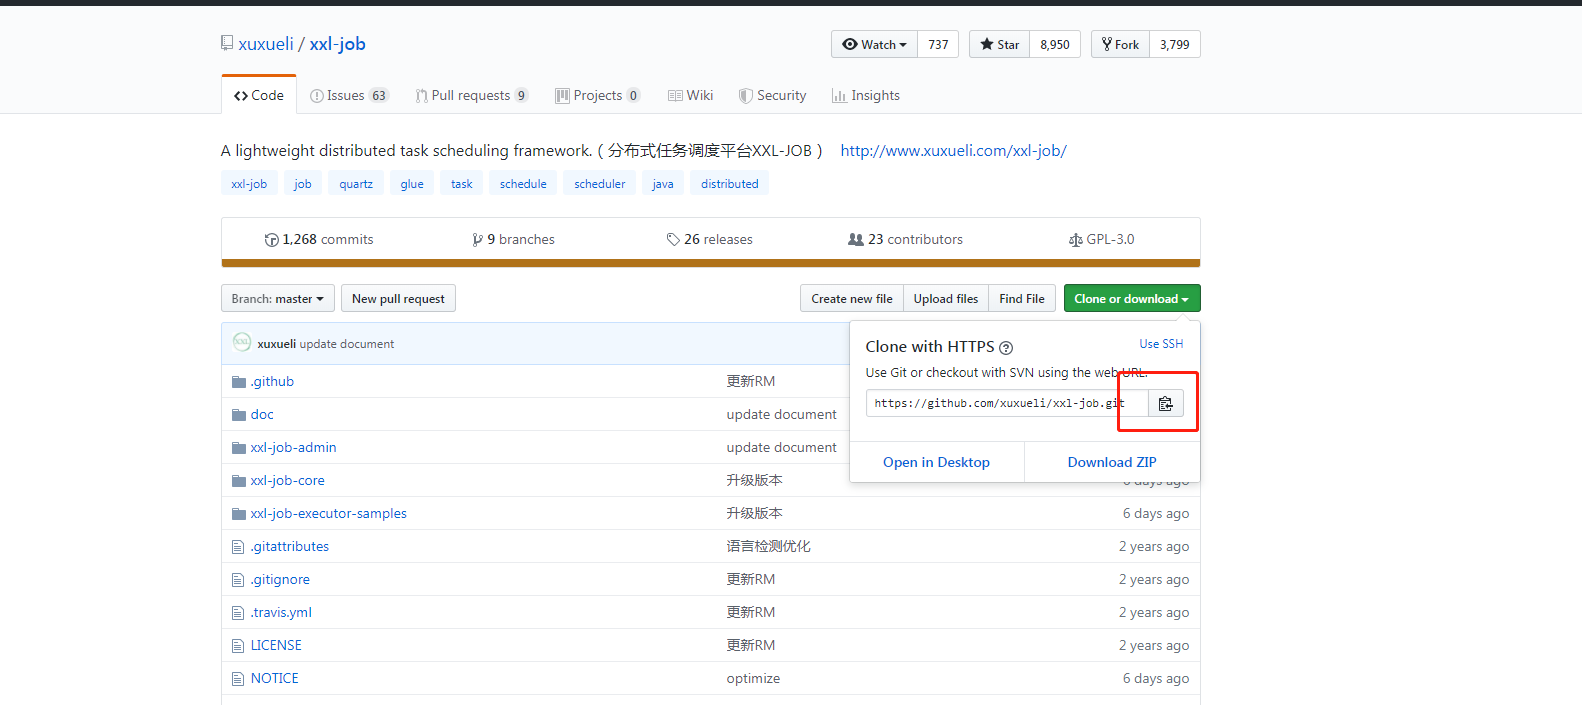 xuxueli / xxl-job
Watch 737 Star 8,950 Fork 3,799
Code Issues 63 Pull requests 9 Projects 0 Wiki Security Insights
A lightweight distributed task scheduling framework.（分布式任务调度平台XXL-JOB） http://www.xuxueli.com/xxl-job/
xxl-job job quartz glue task schedule scheduler java distributed
1,268 commits 9 branches 26 releases 23 contributors GPL-3.0
Branch: master New pull request Create new file Upload files Find File Clone or download
xuxueli update document
Clone with HTTPS Use SSH
Use Git or checkout with SVN using the web URL.
https://github.com/xuxueli/xxl-job.git
Open in Desktop Download ZIP
.github 更新RM
doc update document
xxl-job-admin update document
xxl-job-core 升级版本 6 days ago
xxl-job-executor-samples 升级版本 6 days ago
.gitattributes 语言检测优化 2 years ago
.gitignore 更新RM 2 years ago
.travis.yml 更新RM 2 years ago
LICENSE 更新RM 2 years ago
NOTICE optimize 6 days ago